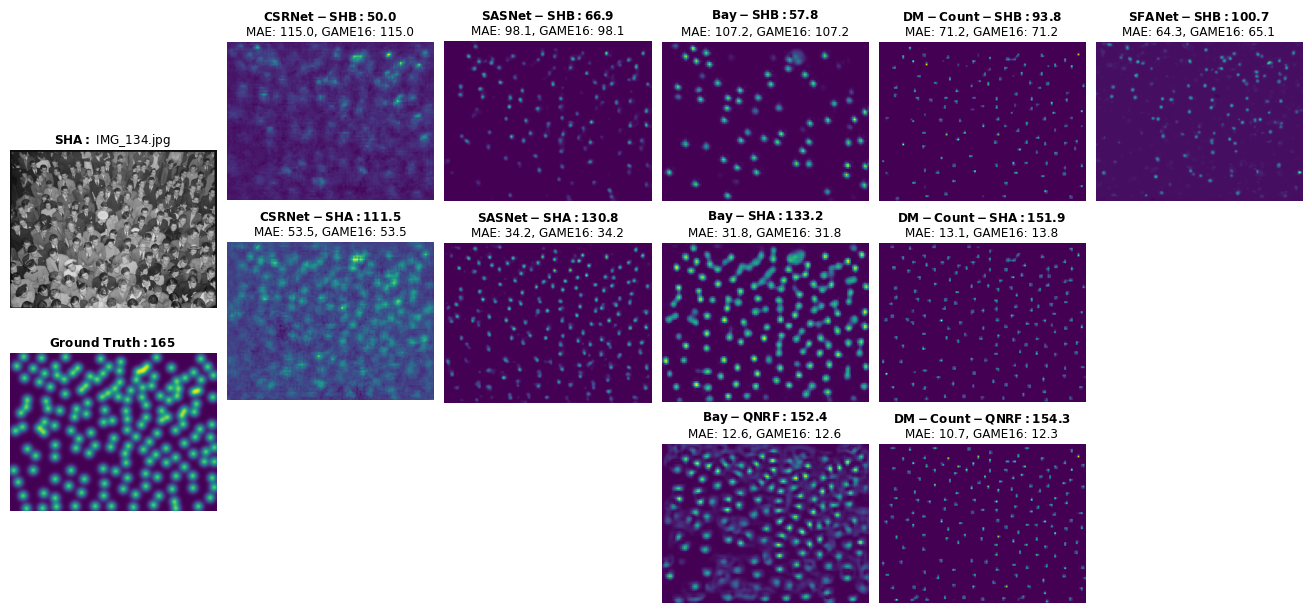 CSRNet − SHB : 50.0
MAE: 115.0, GAME16: 115.0
SASNet − SHB : 66.9
MAE: 98.1, GAME16: 98.1
Bay − SHB : 57.8
MAE: 107.2, GAME16: 107.2
DM − Count − SHB : 93.8
MAE: 71.2, GAME16: 71.2
SFANet − SHB : 100.7
MAE: 64.3, GAME16: 65.1
SHA : IMG_134.jpg
CSRNet − SHA : 111.5
MAE: 53.5, GAME16: 53.5
SASNet − SHA : 130.8
MAE: 34.2, GAME16: 34.2
Bay − SHA : 133.2
MAE: 31.8, GAME16: 31.8
DM − Count − SHA : 151.9
MAE: 13.1, GAME16: 13.8
Ground Truth : 165
Bay − QNRF : 152.4
MAE: 12.6, GAME16: 12.6
DM − Count − QNRF : 154.3
MAE: 10.7, GAME16: 12.3